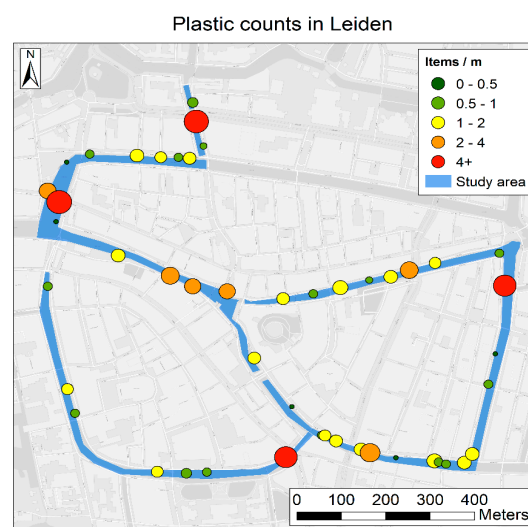 Plastic counts in Leiden
N
Items / m
0 - 0.5
0.5 - 1
1 - 2
2 - 4
4+
Study area
0 100 200 300 400
Meters